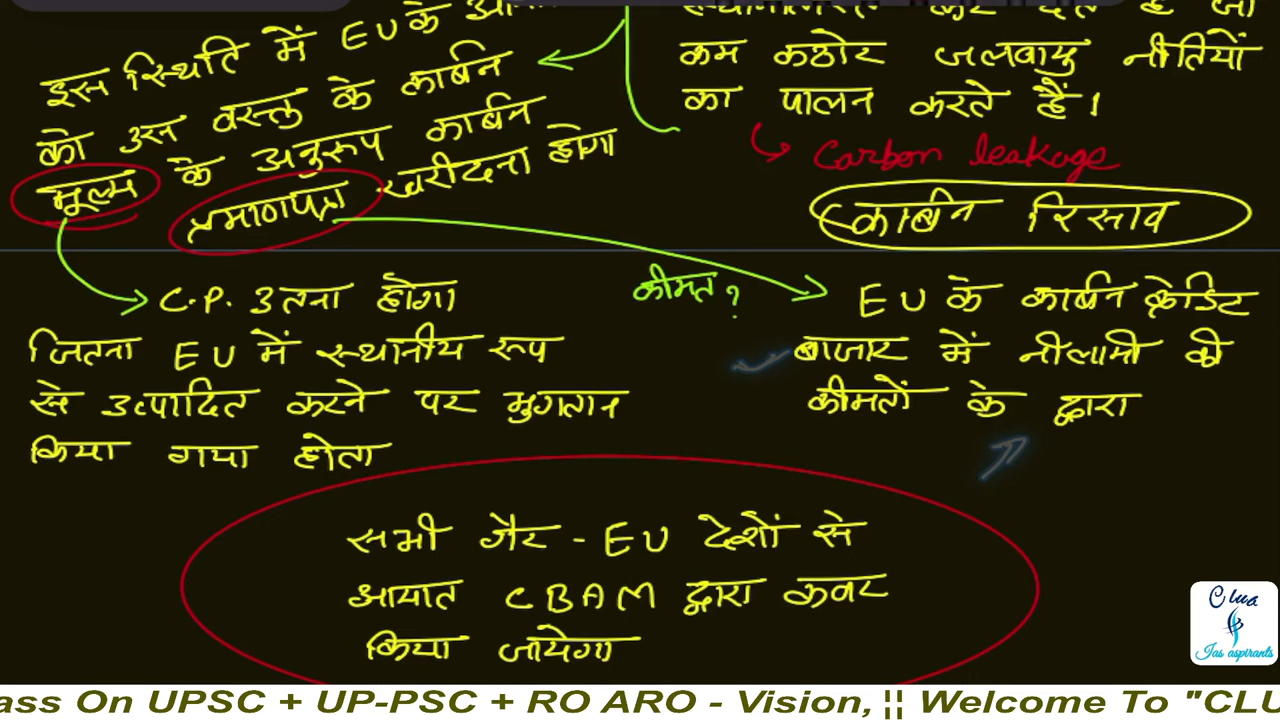 इस स्थिति में EU के
को उस वस्तु के कार्बन
मूल्य के अनुरूप कार्बन
प्रमाणपत्र खरीदना होगा
कम कठोर जलवायु नीतियों
का पालन करते हैं।
Carbon leakage
कार्बन रिसाव
C.P. उतना होगा
जितना EU में स्थानीय रूप
से उत्पादित करने पर भुगतान
किया गया होता
कीमत?
EU के कार्बन क्रेडिट
बाजार में नीलामी की
कीमतों के द्वारा
सभी गैर - EU देशों से
आयात CBAM द्वारा कवर
किया जायेगा
Clue
Ias aspirants
ass On UPSC + UP-PSC + RO ARO - Vision, ¦¦ Welcome To "CLU